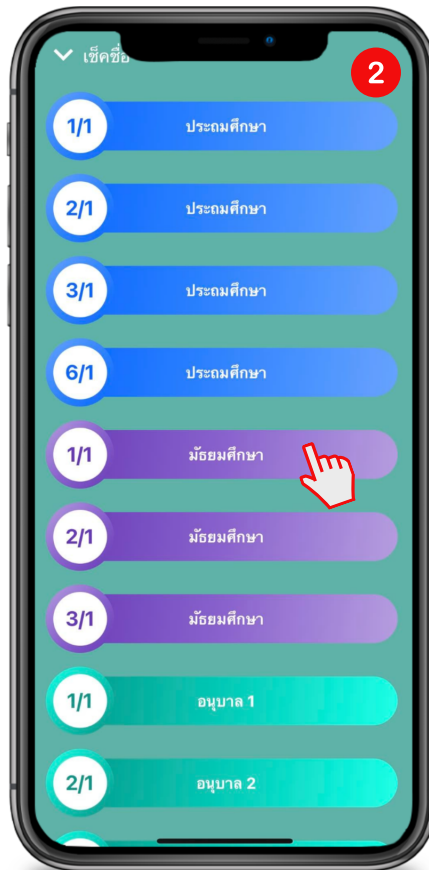 เช็คชื่อ
2
1/1 ประถมศึกษา
2/1 ประถมศึกษา
3/1 ประถมศึกษา
6/1 ประถมศึกษา
1/1 มัธยมศึกษา
2/1 มัธยมศึกษา
3/1 มัธยมศึกษา
1/1 อนุบาล 1
2/1 อนุบาล 2